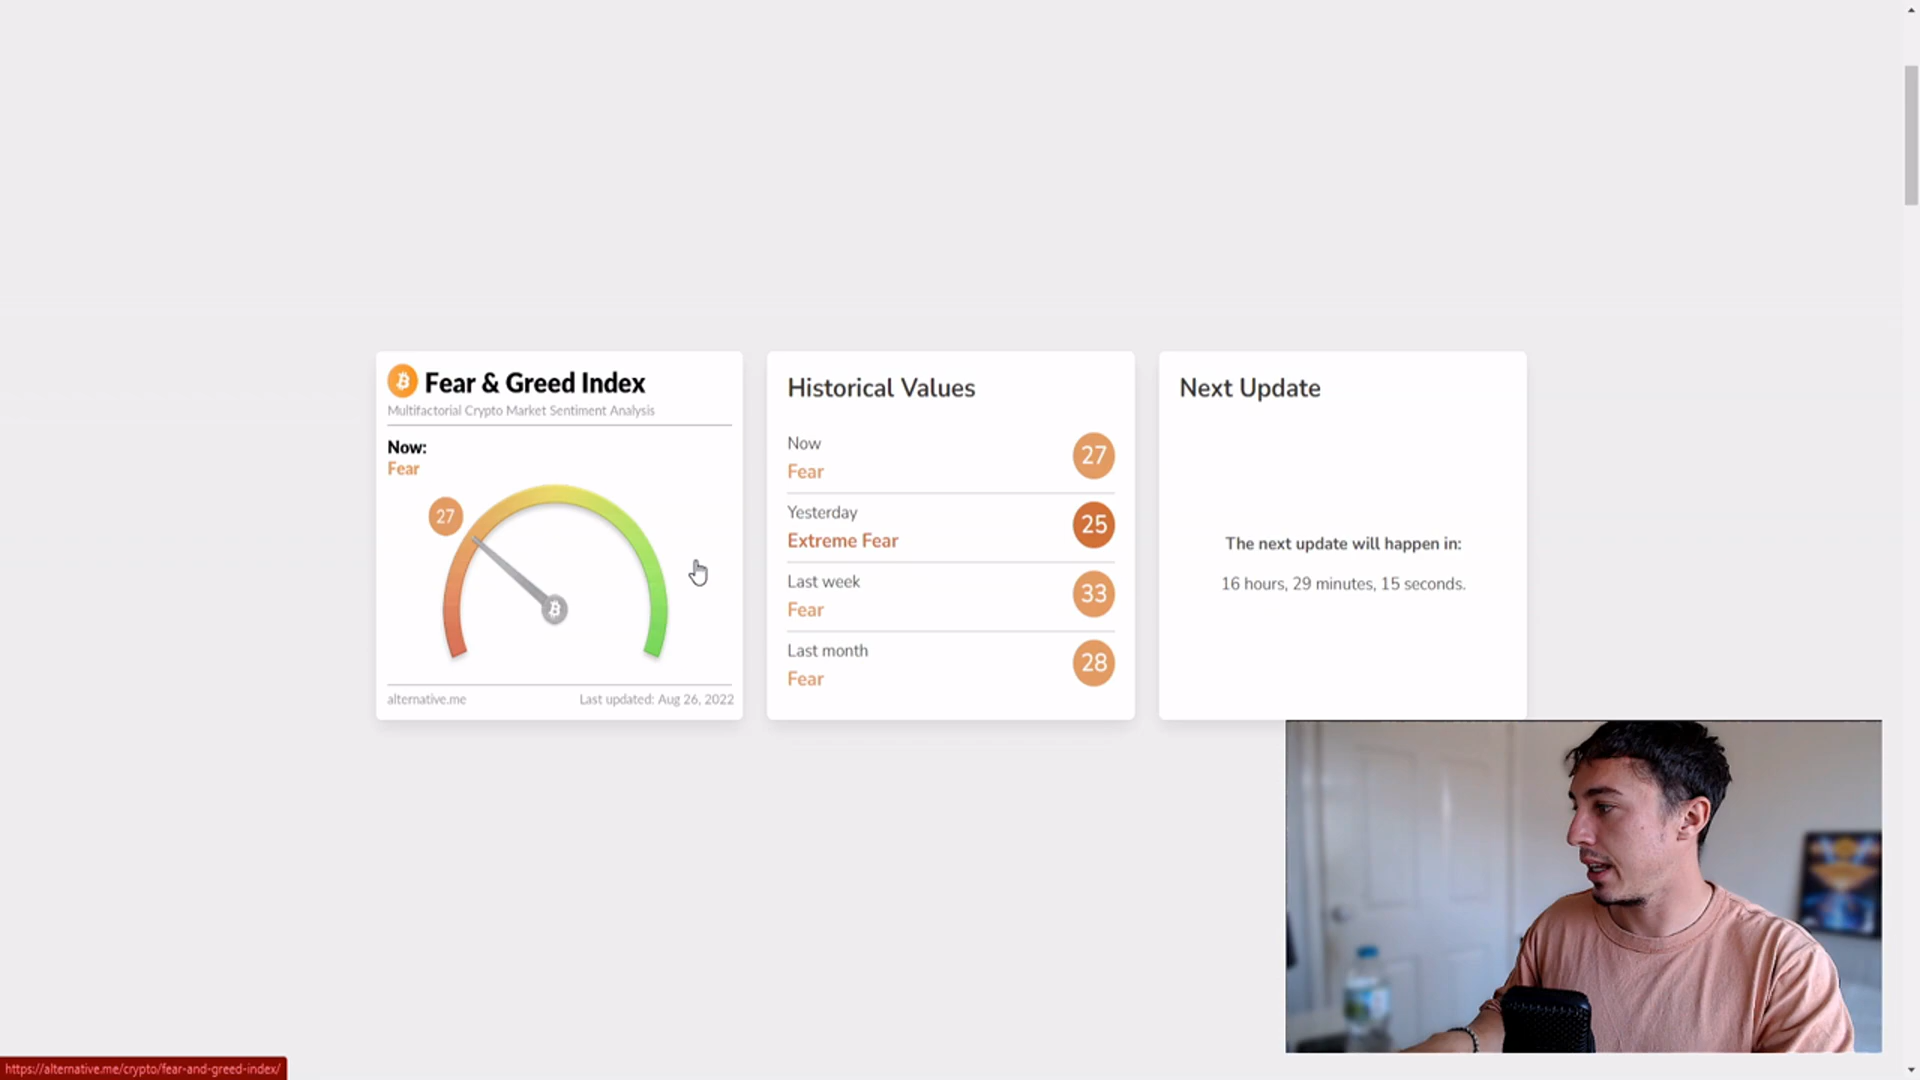 Fear & Greed Index
Multifactorial Crypto Market Sentiment Analysis
Now:
Fear
27
alternative.me
Last updated: Aug 26, 2022
Historical Values
Now
Fear
27
Yesterday
Extreme Fear
25
Last week
Fear
33
Last month
Fear
28
Next Update
The next update will happen in:
16 hours, 29 minutes, 15 seconds.
https://alternative.me/crypto/fear-and-greed-index/